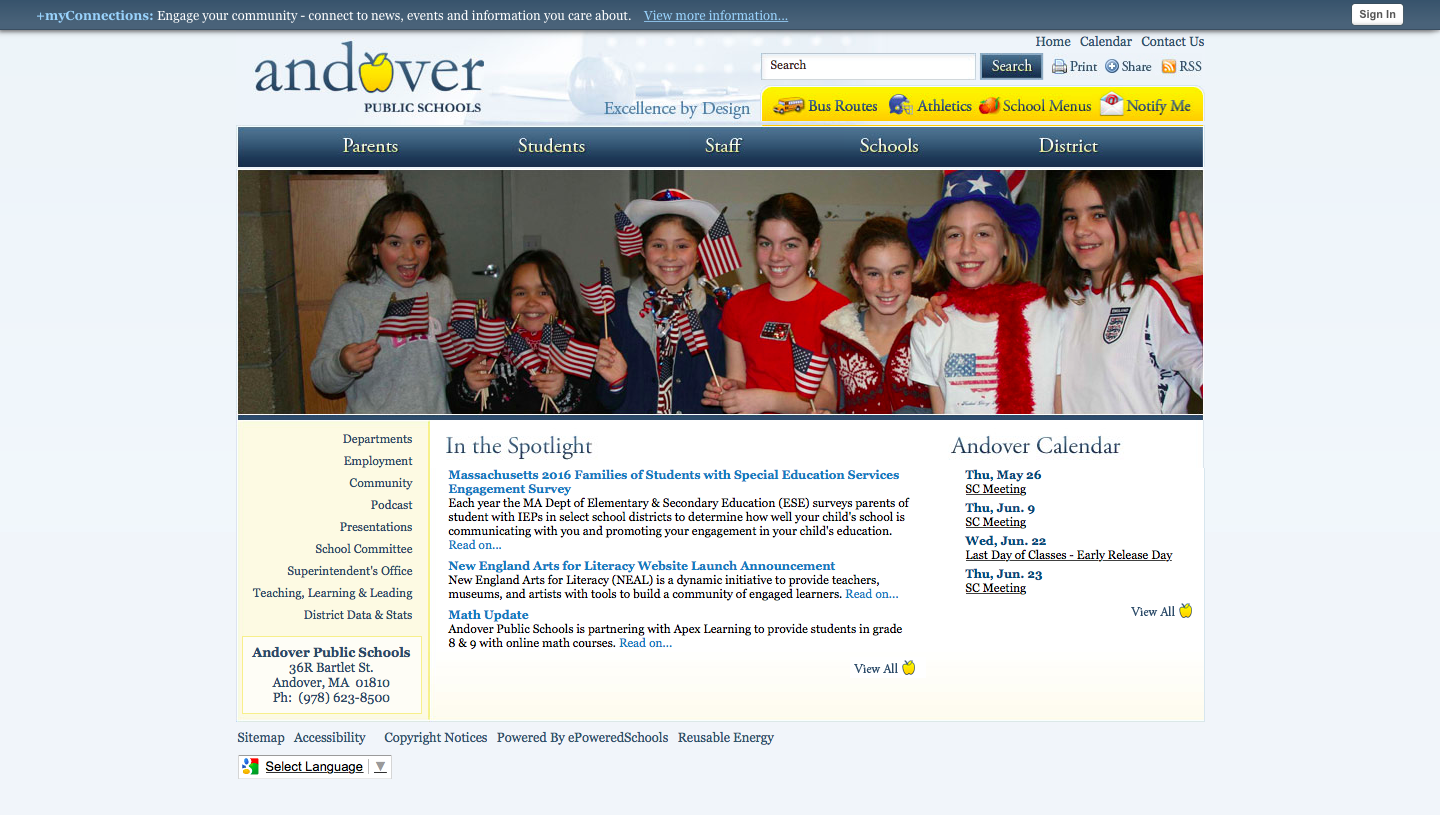 +myConnections: Engage your community - connect to news, events and information you care about. View more information...
Sign In
Home Calendar Contact Us
andover
PUBLIC SCHOOLS
Excellence by Design
Search
Search
Print Share RSS
Bus Routes Athletics School Menus Notify Me
Parents Students Staff Schools District
ENGLAND
Departments
Employment
Community
Podcast
Presentations
School Committee
Superintendent's Office
Teaching, Learning & Leading
District Data & Stats
Andover Public Schools
36R Bartlet St.
Andover, MA 01810
Ph: (978) 623-8500
In the Spotlight
Massachusetts 2016 Families of Students with Special Education Services
Engagement Survey
Each year the MA Dept of Elementary & Secondary Education (ESE) surveys parents of
student with IEPs in select school districts to determine how well your child's school is
communicating with you and promoting your engagement in your child's education.
Read on...
New England Arts for Literacy Website Launch Announcement
New England Arts for Literacy (NEAL) is a dynamic initiative to provide teachers,
museums, and artists with tools to build a community of engaged learners. Read on...
Math Update
Andover Public Schools is partnering with Apex Learning to provide students in grade
8 & 9 with online math courses. Read on...
View All
Andover Calendar
Thu, May 26
SC Meeting
Thu, Jun. 9
SC Meeting
Wed, Jun. 22
Last Day of Classes - Early Release Day
Thu, Jun. 23
SC Meeting
View All
Sitemap Accessibility Copyright Notices Powered By ePoweredSchools Reusable Energy
Select Language ▼